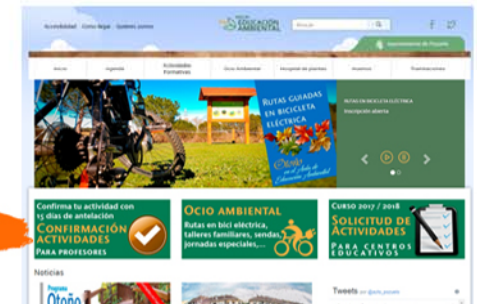 Accesibilidad Como llegar Quiénes somos
EDUCACIÓN
AMBIENTAL
Buscar
Ayuntamiento de Pozuelo
Inicio
Agenda
Actividades
Formativas
Ocio Ambiental
Recursos de plantas
Huertos
Tramitaciones
RUTAS GUIADAS
EN BICICLETA
ELÉCTRICA
Otoño
en el Aula de
Educación Ambiental
RUTAS EN BICICLETA ELÉCTRICA
Inscripción abierta
Confirma tu actividad con
15 días de antelación
CONFIRMACIÓN
ACTIVIDADES
PARA PROFESORES
OCIO AMBIENTAL
Rutas en bici eléctrica,
talleres familiares, sendas,
jornadas especiales,...
CURSO 2017 / 2018
SOLICITUD DE
ACTIVIDADES
PARA CENTROS
EDUCATIVOS
Noticias
Programa
Otoño
Tweets